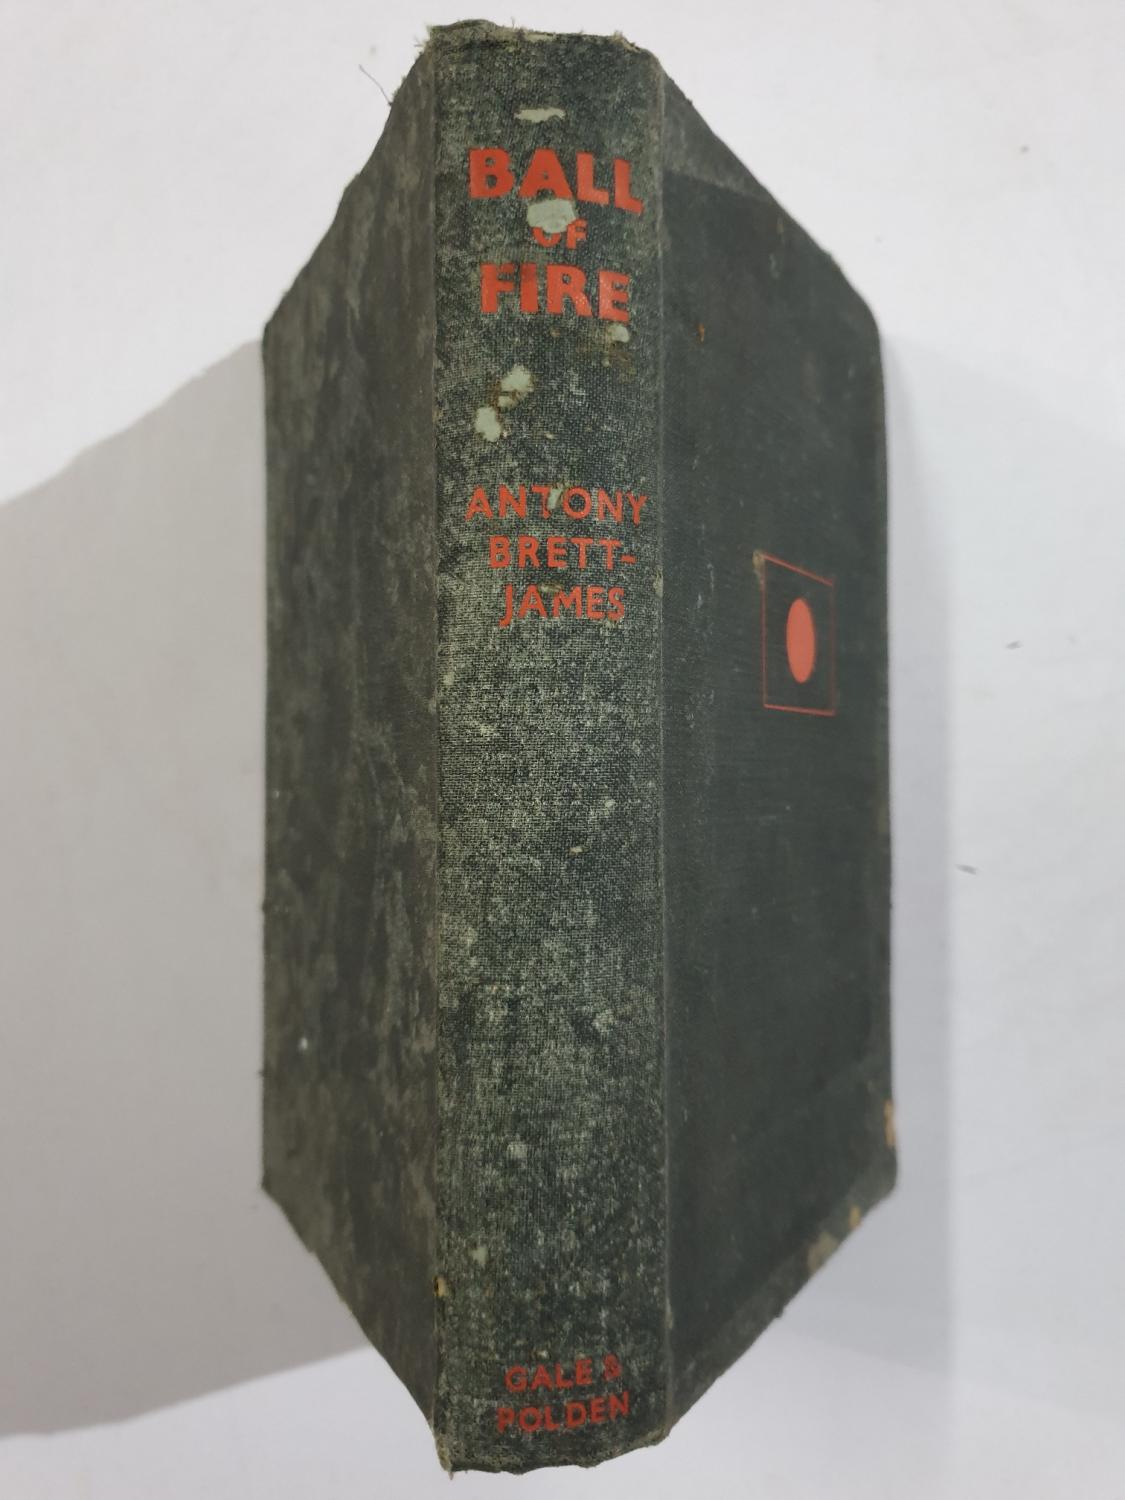 BALL
OF
FIRE
ANTONY
BRETT-
JAMES
GALE &
POLDEN